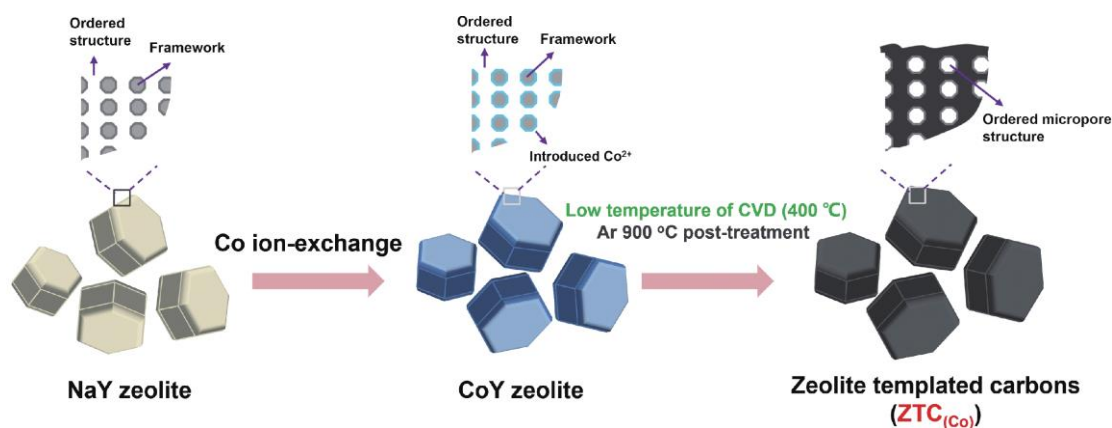 Ordered
structure
Framework
Ordered
structure
Framework
Introduced Co²⁺
Ordered micropore
structure
Co ion-exchange
Low temperature of CVD (400 ℃)
Ar 900 °C post-treatment
NaY zeolite
CoY zeolite
Zeolite templated carbons
(ZTC(Co))